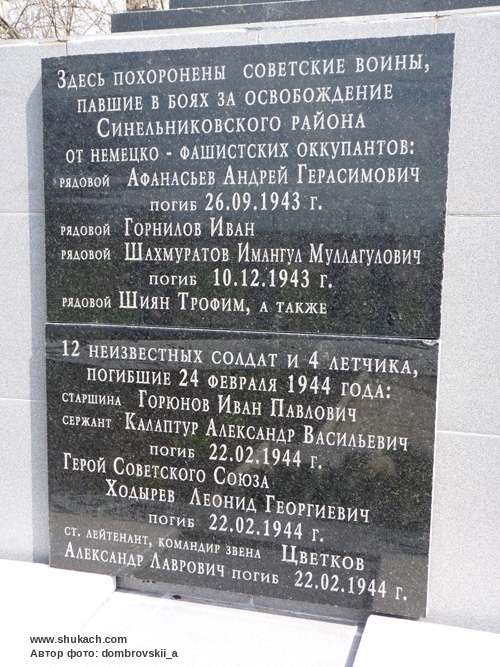 Здесь похоронены советские воины,
павшие в боях за освобождение
Синельниковского района
от немецко - фашистских оккупантов:
рядовой Афанасьев Андрей Герасимович
погиб 26.09.1943 г.
рядовой Горнилов Иван
рядовой Шахмуратов Имангул Муллагулович
погиб 10.12.1943 г.
рядовой Шиян Трофим, а также
12 неизвестных солдат и 4 летчика,
погибшие 24 февраля 1944 года:
старшина Горюнов Иван Павлович
сержант Калаптур Александр Васильевич
погиб 22.02.1944 г.
Герой Советского Союза
Ходырев Леонид Георгиевич
погиб 22.02.1944 г.
ст. лейтенант, командир звена Цветков
Александр Лаврович погиб 22.02.1944 г.
www.shukach.com
Автор фото: dombrovskii_a